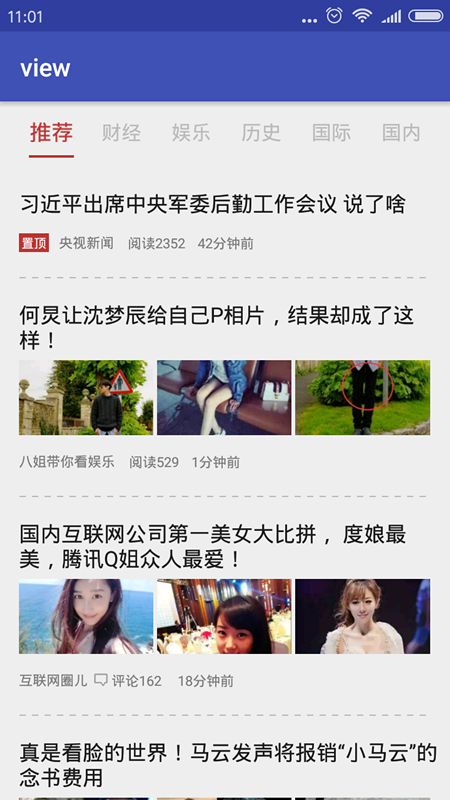 11:01
view
推荐 财经 娱乐 历史 国际 国内
习近平出席中央军委后勤工作会议 说了啥
置顶 央视新闻 阅读2352 42分钟前
何炅让沈梦辰给自己P相片，结果却成了这
样！
八姐带你看娱乐 阅读529 1分钟前
国内互联网公司第一美女大比拼， 度娘最
美，腾讯Q姐众人最爱！
互联网圈儿 评论162 18分钟前
真是看脸的世界！马云发声将报销“小马云”的
念书费用